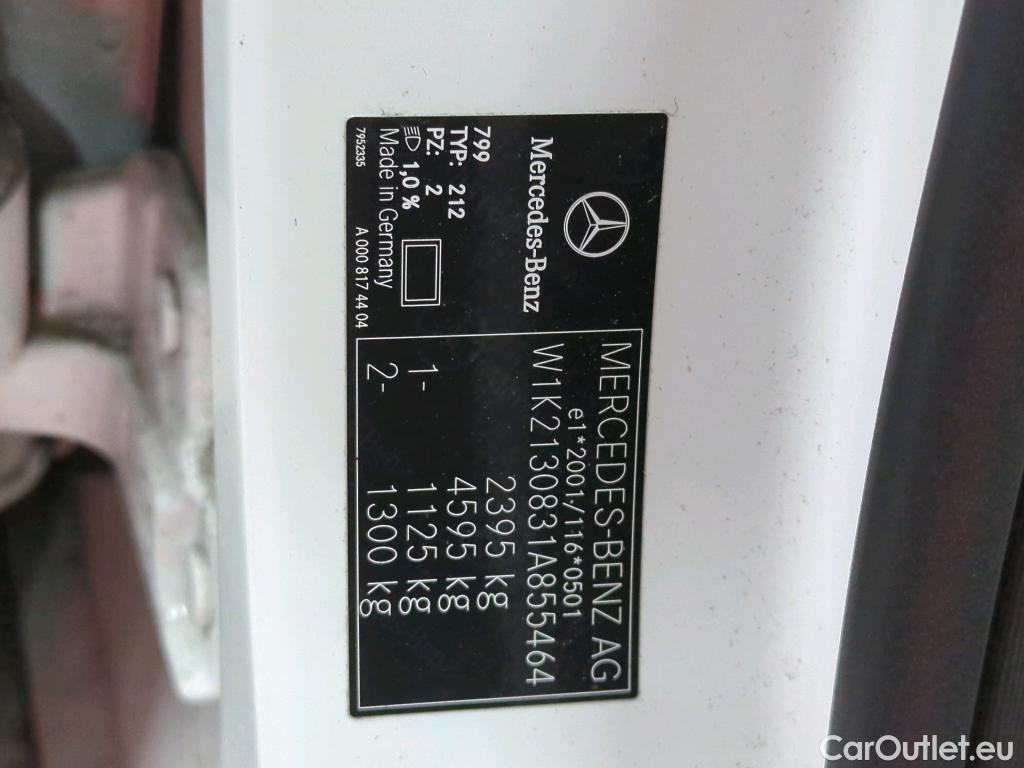 Mercedes-Benz
799
TYP: 212
PZ: 2
1,0 %
Made in Germany
7952335 A 000 817 44 04
MERCEDES-BENZ AG
e1*2001/116*0501
W1K2130831A855464
2395 kg
4595 kg
1- 1125 kg
2- 1300 kg
CarOutlet.eu